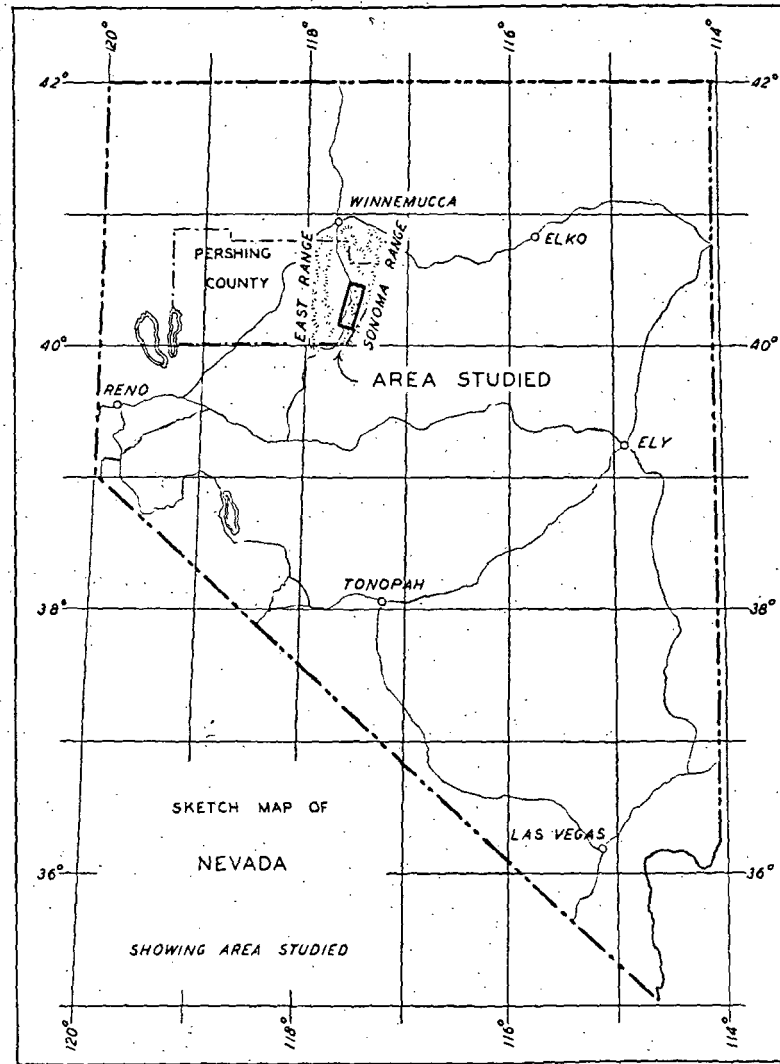 120°
118°
116°
114°
42°
42°
WINNEMUCCA
ELKO
PERSHING
COUNTY
EAST RANGE
SONOMA RANGE
40°
40°
AREA STUDIED
RENO
ELY
TONOPAH
38°
38°
SKETCH MAP OF
NEVADA
SHOWING AREA STUDIED
LAS VEGAS
36°
36°
120°
118°
116°
114°